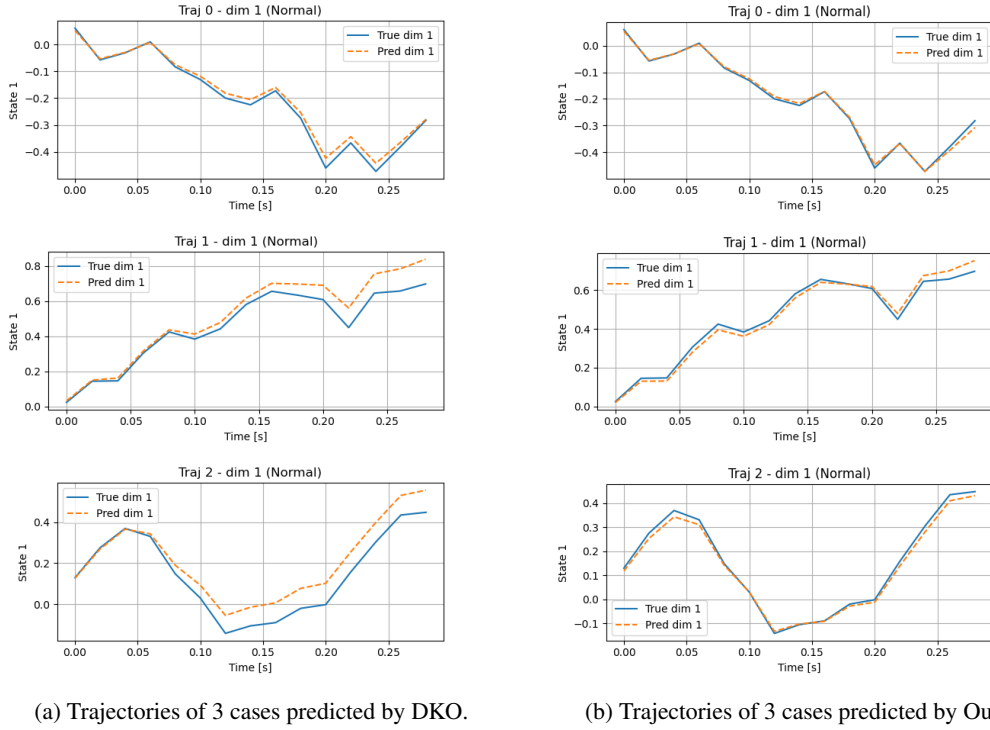 Traj 0 - dim 1 (Normal)
True dim 1
Pred dim 1
State 1
0.0
−0.1
−0.2
−0.3
−0.4
0.00 0.05 0.10 0.15 0.20 0.25
Time [s]
Traj 1 - dim 1 (Normal)
True dim 1
Pred dim 1
State 1
0.8
0.6
0.4
0.2
0.0
0.00 0.05 0.10 0.15 0.20 0.25
Time [s]
Traj 2 - dim 1 (Normal)
True dim 1
Pred dim 1
State 1
0.4
0.2
0.0
0.00 0.05 0.10 0.15 0.20 0.25
Time [s]
(a) Trajectories of 3 cases predicted by DKO.
Traj 0 - dim 1 (Normal)
True dim 1
Pred dim 1
State 1
0.0
−0.1
−0.2
−0.3
−0.4
0.00 0.05 0.10 0.15 0.20 0.25
Time [s]
Traj 1 - dim 1 (Normal)
True dim 1
Pred dim 1
State 1
0.6
0.4
0.2
0.0
0.00 0.05 0.10 0.15 0.20 0.25
Time [s]
Traj 2 - dim 1 (Normal)
True dim 1
Pred dim 1
State 1
0.4
0.3
0.2
0.1
0.0
−0.1
0.00 0.05 0.10 0.15 0.20 0.25
Time [s]
(b) Trajectories of 3 cases predicted by Ou